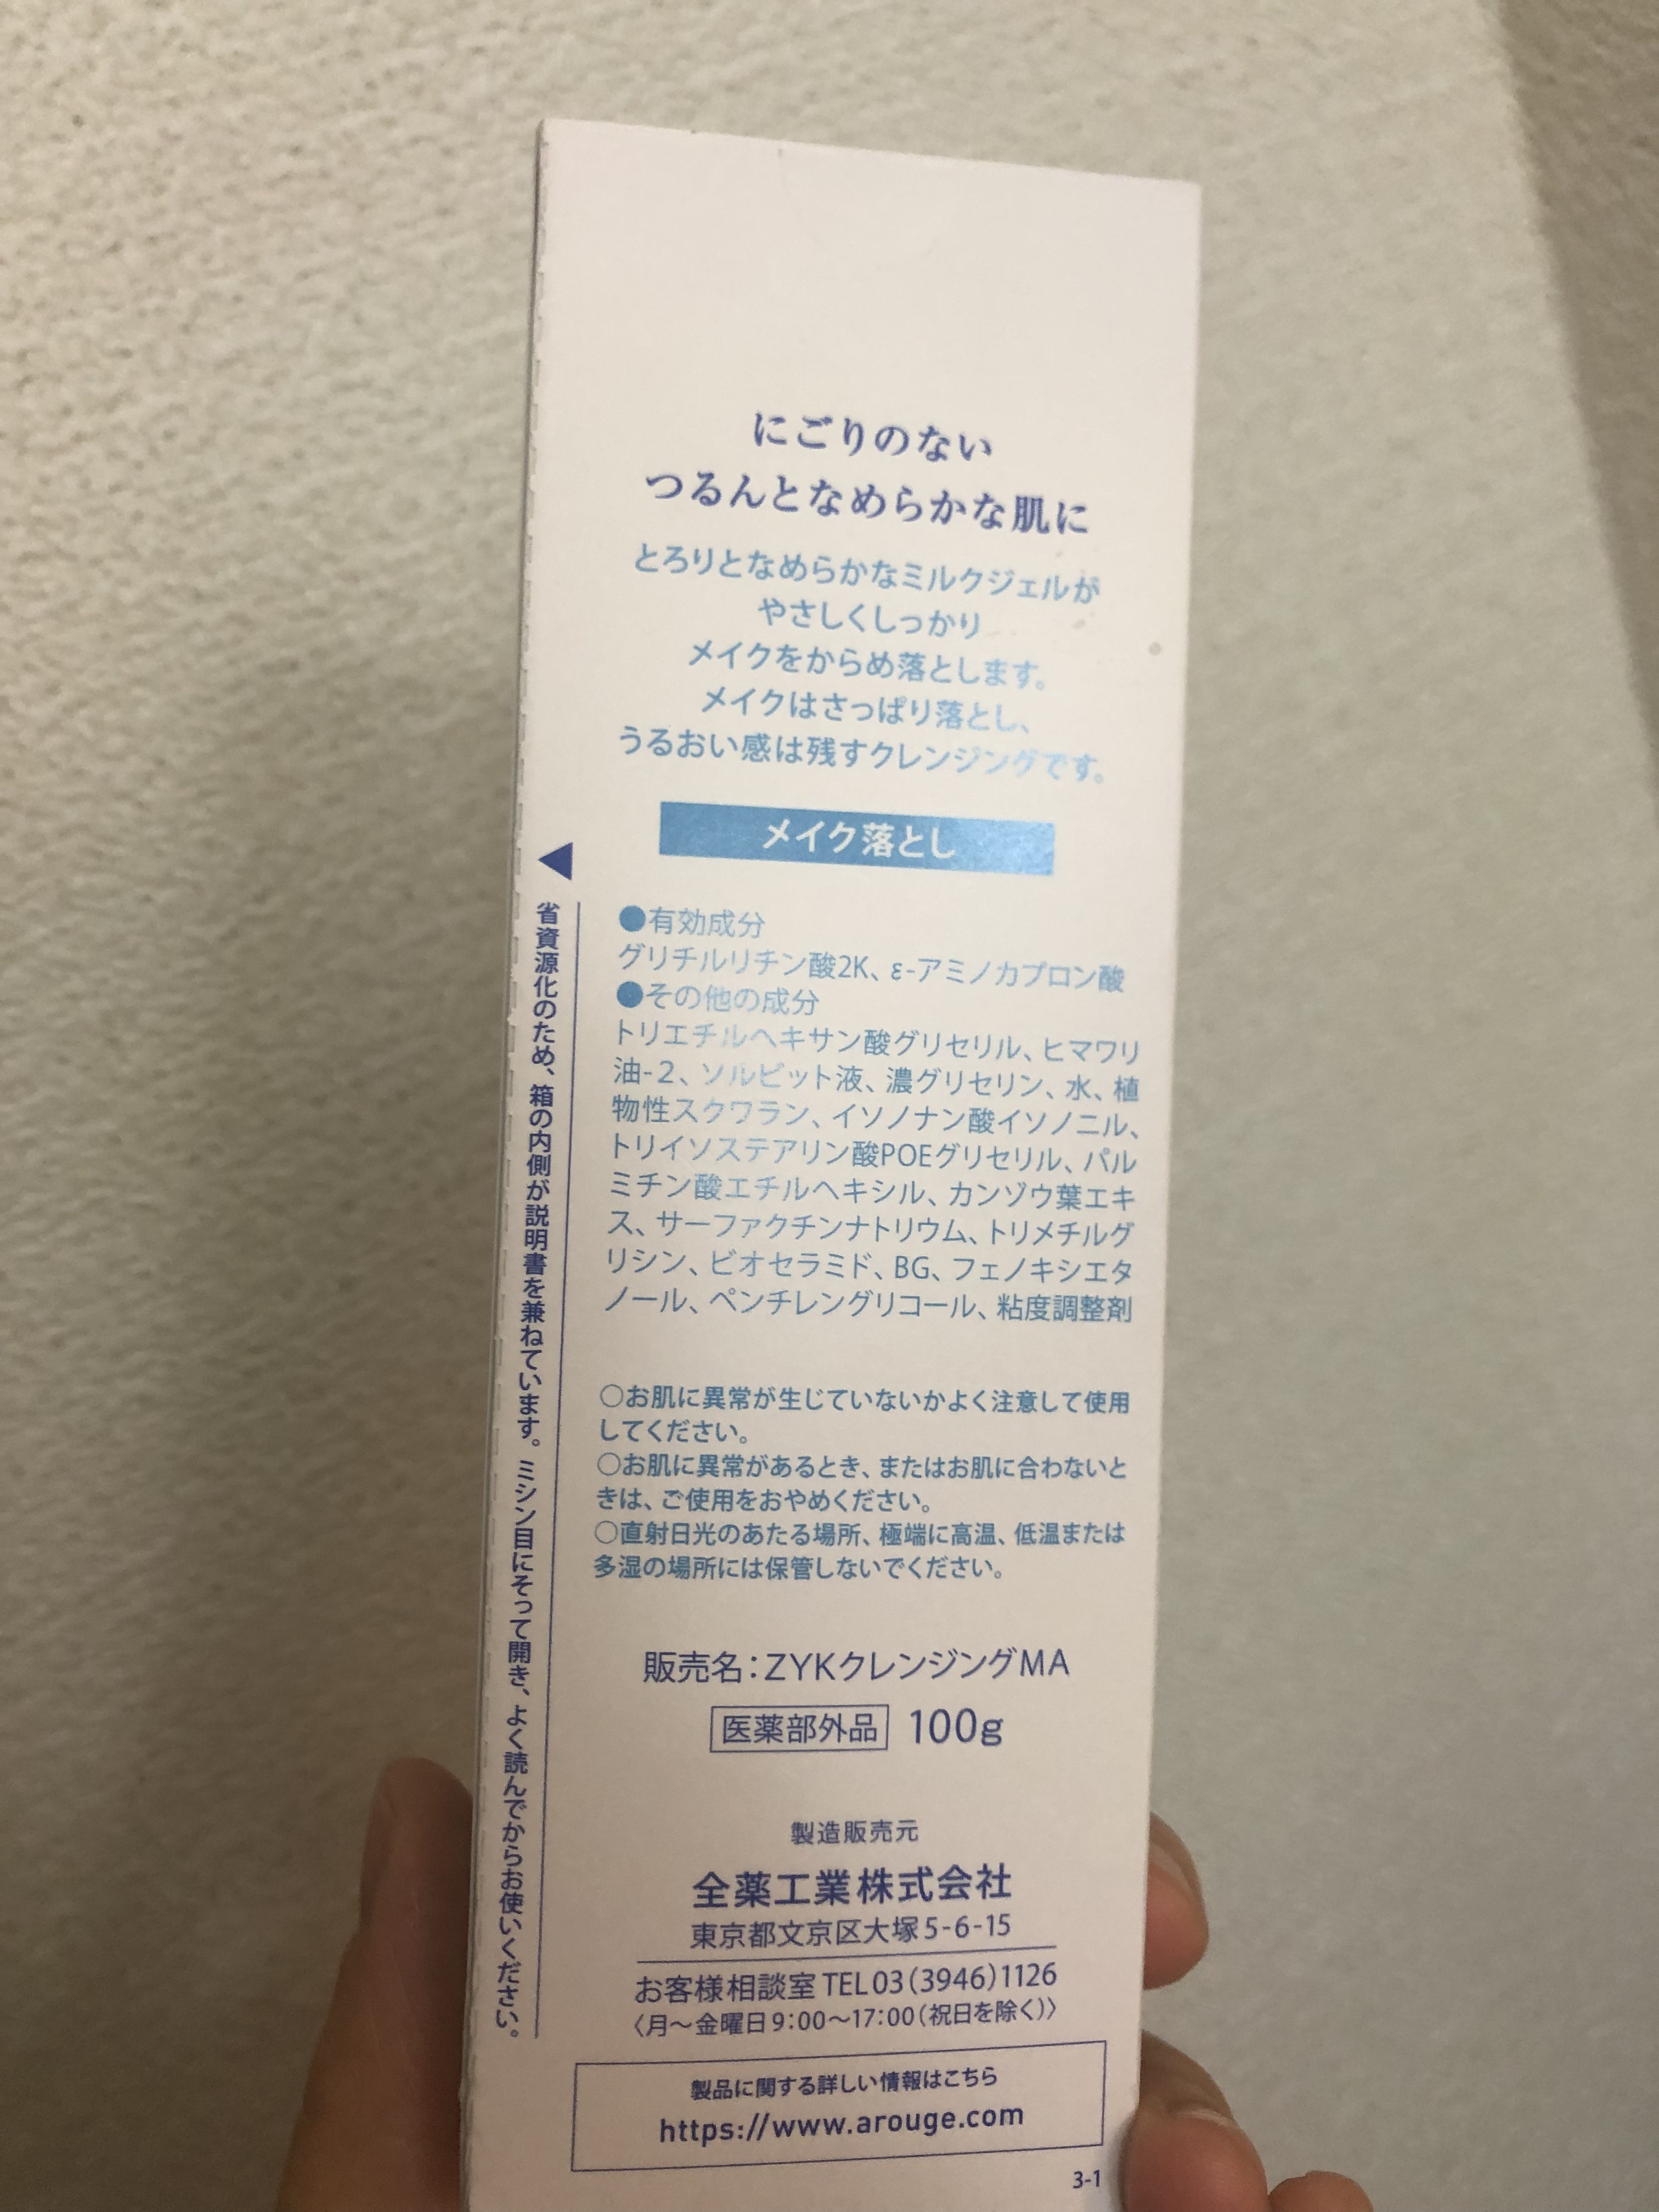 にごりのない
つるんとなめらかな肌に
とろりとなめらかなミルクジェルが
やさしくしっかり
メイクをからめ落とします。
メイクはさっぱり落とし、
うるおい感は残すクレンジングです。
メイク落とし
●有効成分
グリチルリチン酸2K、ε-アミノカプロン酸
●その他の成分
トリエチルヘキサン酸グリセリル、ヒマワリ
油-2、ソルビット液、濃グリセリン、水、植
物性スクワラン、イソノナン酸イソノニル、
トリイソステアリン酸POEグリセリル、パル
ミチン酸エチルヘキシル、カンゾウ葉エキ
ス、サーファクチンナトリウム、トリメチルグ
リシン、ビオセラミド、BG、フェノキシエタ
ノール、ペンチレングリコール、粘度調整剤
○お肌に異常が生じていないかよく注意して使用
してください。
○お肌に異常があるとき、またはお肌に合わないと
きは、ご使用をおやめください。
○直射日光のあたる場所、極端に高温、低温または
多湿の場所には保管しないでください。
販売名：ZYKクレンジングMA
医薬部外品 100g
製造販売元
全薬工業株式会社
東京都文京区大塚5-6-15
お客様相談室 TEL03(3946)1126
〈月～金曜日9:00～17:00(祝日を除く)〉
製品に関する詳しい情報はこちら
https://www.arouge.com
3-1
◀省資源化のため、箱の内側が説明書を兼ねています。ミシン目にそって開き、よく読んでからお使いください。